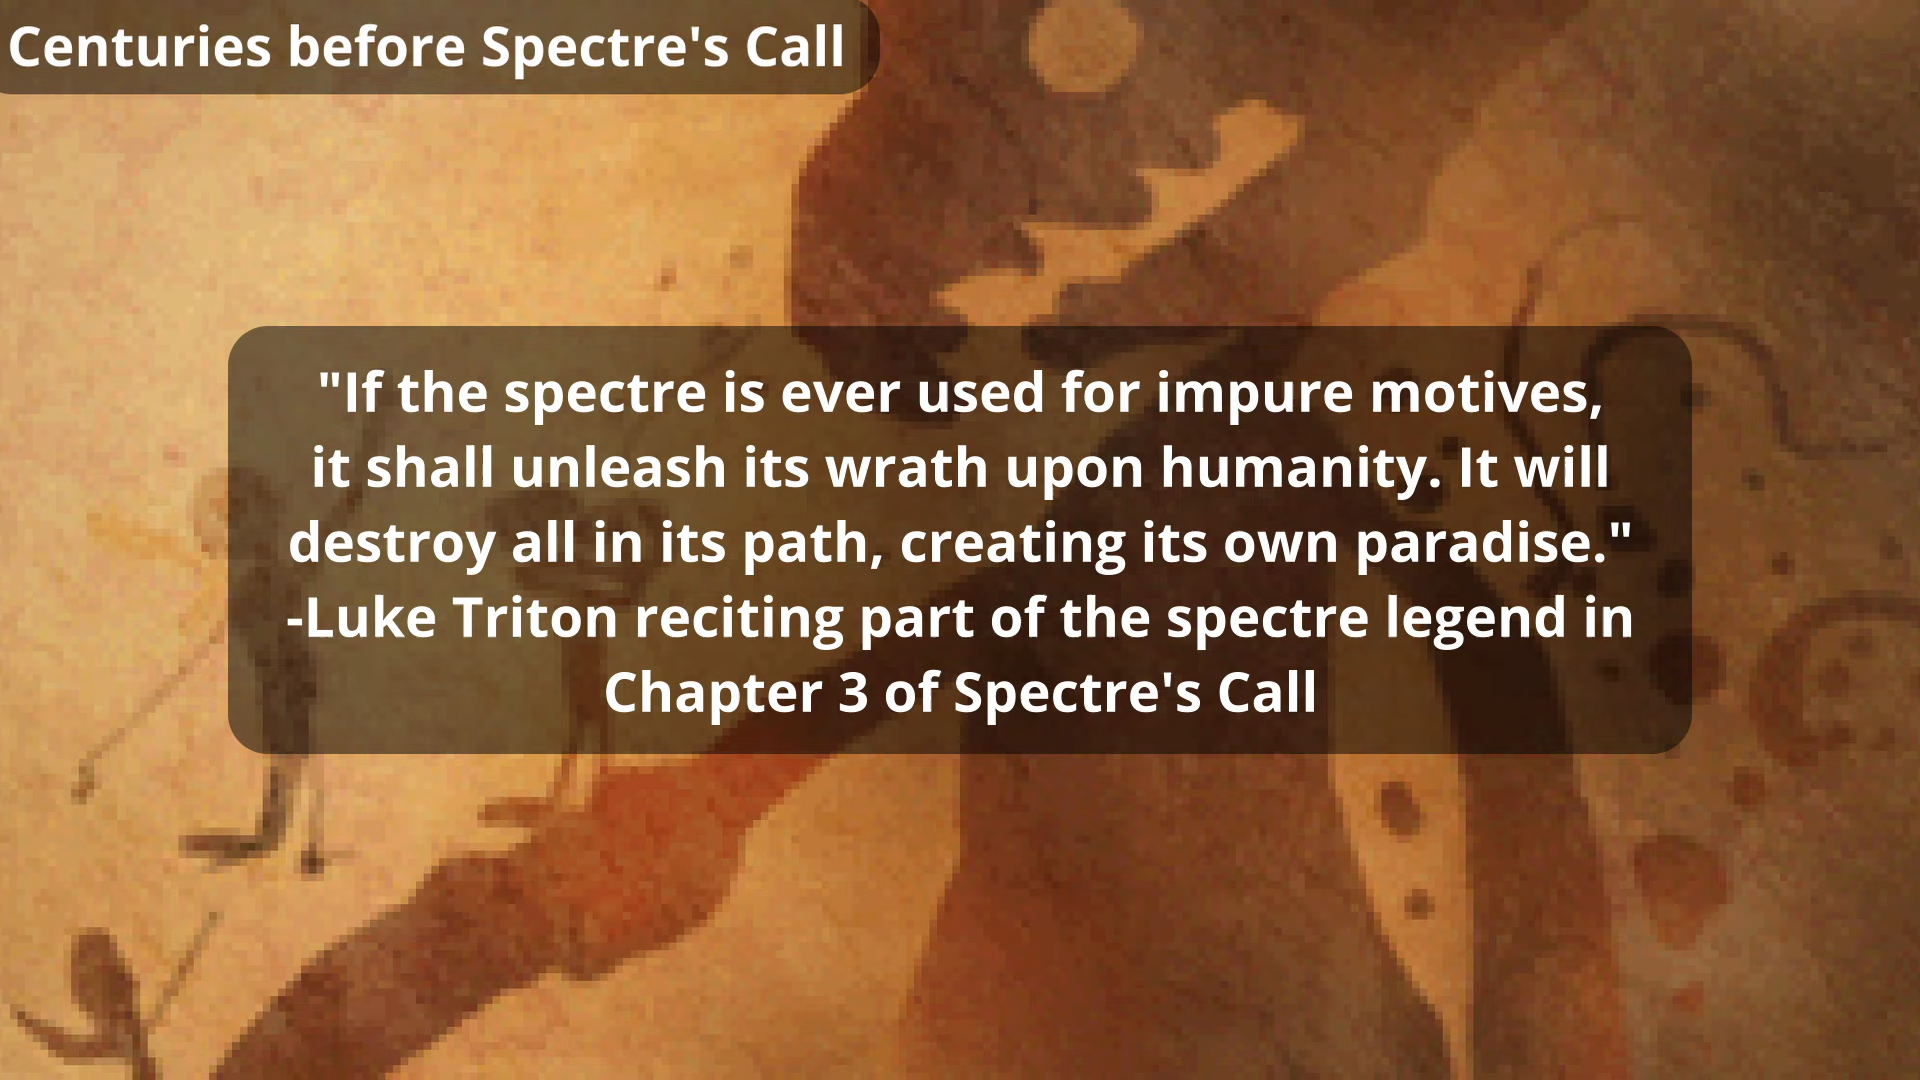 Centuries before Spectre's Call
"If the spectre is ever used for impure motives,
it shall unleash its wrath upon humanity. It will
destroy all in its path, creating its own paradise."
-Luke Triton reciting part of the spectre legend in
Chapter 3 of Spectre's Call